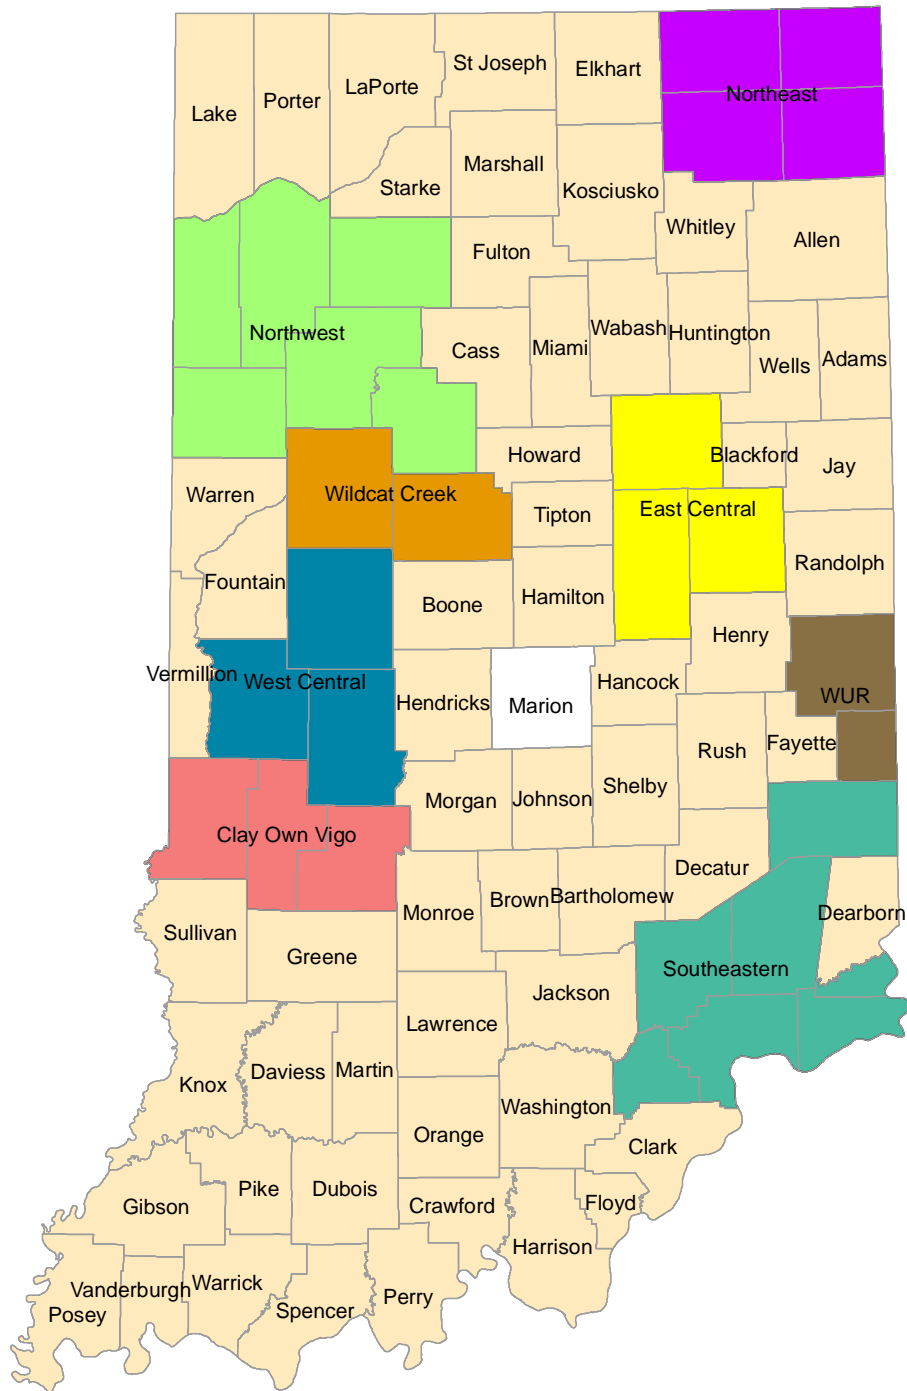 St Joseph
Elkhart
LaPorte
Northeast
Porter
Lake
Marshall
Starke
Kosciusko
Whitley
Allen
Fulton
Northwest
Wabash
Huntington
Miami
Cass
Wells
Adams
Howard
Blackford
Jay
Warren
Wildcat Creek
Tipton
East Central
Randolph
Fountain
Boone
Hamilton
Henry
Vermillion
West Central
Hendricks
Marion
Hancock
WUR
Rush
Fayette
Morgan
Johnson
Shelby
Clay Own Vigo
Decatur
Monroe
Brown
Bartholomew
Dearborn
Sullivan
Greene
Southeastern
Jackson
Lawrence
Knox
Daviess
Martin
Washington
Orange
Clark
Pike
Dubois
Gibson
Crawford
Floyd
Harrison
Vanderburgh
Warrick
Posey
Spencer
Perry